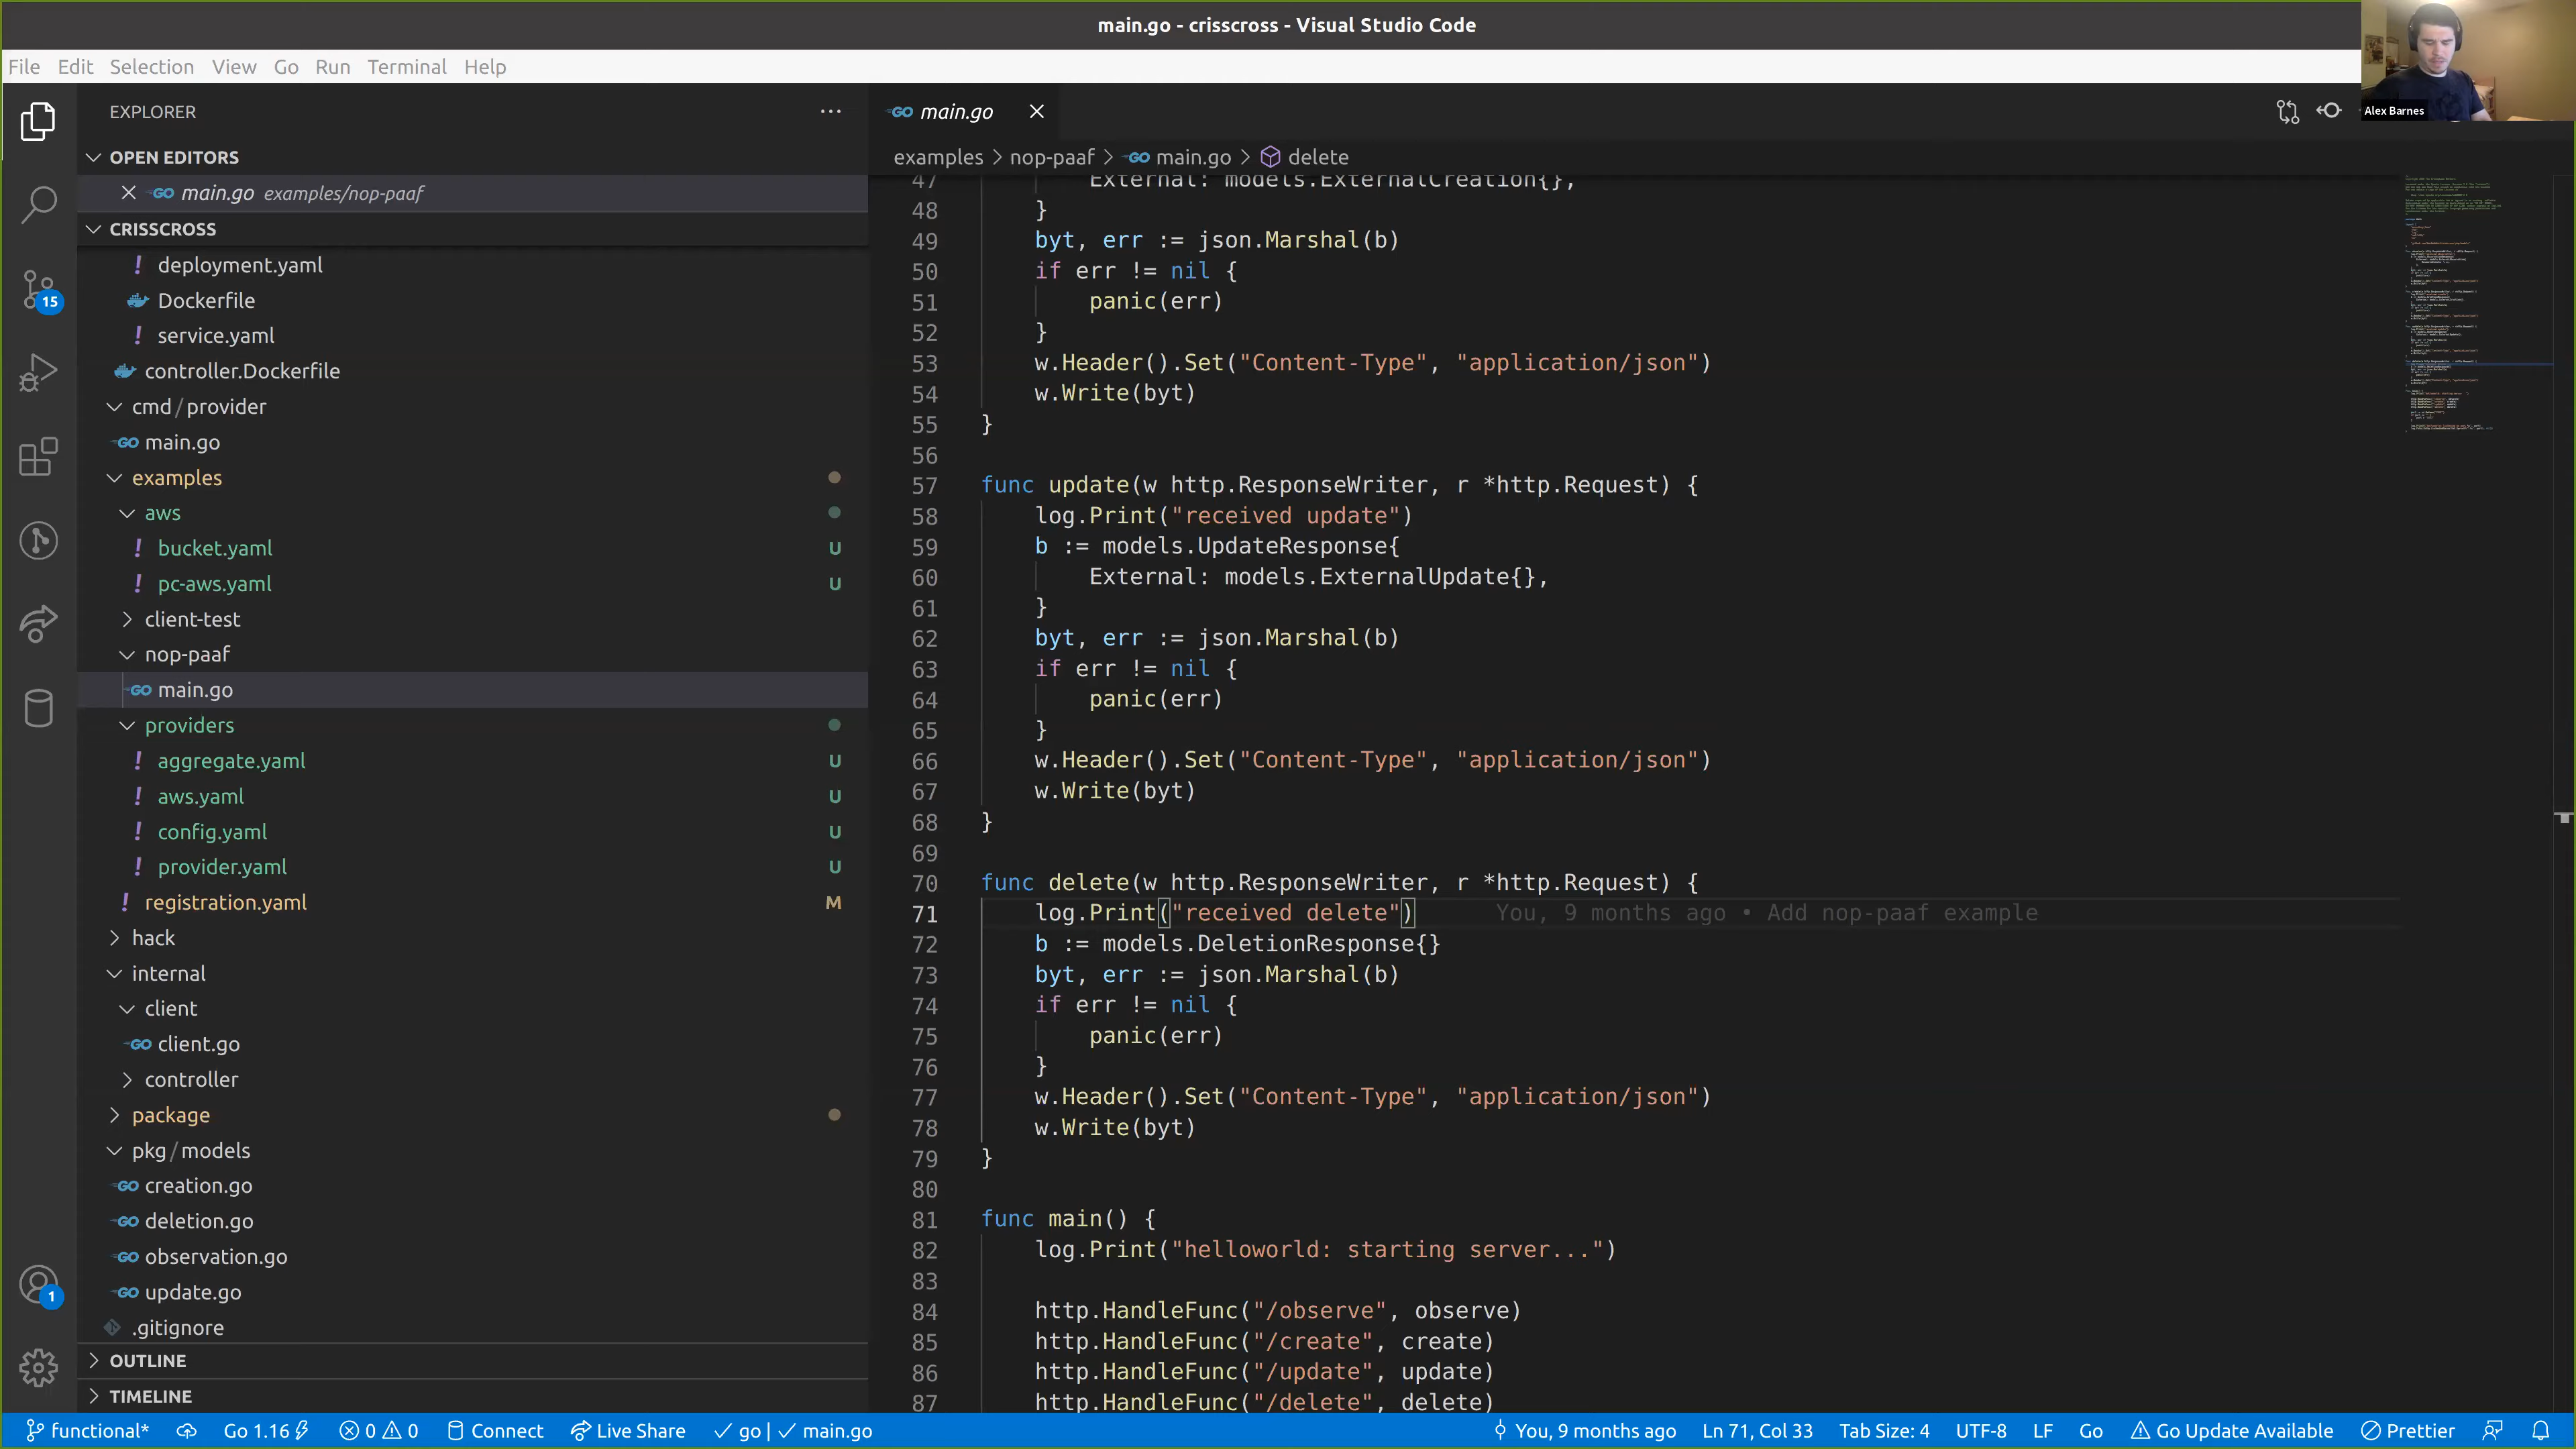 main.go - crisscross - Visual Studio Code
File Edit Selection View Go Run Terminal Help
Alex Barnes
EXPLORER
OPEN EDITORS
main.go examples/nop-paaf
CRISSCROSS
deployment.yaml
Dockerfile
service.yaml
controller.Dockerfile
cmd/provider
main.go
examples
aws
bucket.yaml U
pc-aws.yaml U
client-test
nop-paaf
main.go
providers
aggregate.yaml U
aws.yaml U
config.yaml U
provider.yaml U
registration.yaml M
hack
internal
client
client.go
controller
package
pkg/models
creation.go
deletion.go
observation.go
update.go
.gitignore
OUTLINE
TIMELINE
15
1
main.go
examples > nop-paaf > main.go > delete
47 External: models.ExternalCreation{},
48 }
49 byt, err := json.Marshal(b)
50 if err != nil {
51 panic(err)
52 }
53 w.Header().Set("Content-Type", "application/json")
54 w.Write(byt)
55 }
56
57 func update(w http.ResponseWriter, r *http.Request) {
58 log.Print("received update")
59 b := models.UpdateResponse{
60 External: models.ExternalUpdate{},
61 }
62 byt, err := json.Marshal(b)
63 if err != nil {
64 panic(err)
65 }
66 w.Header().Set("Content-Type", "application/json")
67 w.Write(byt)
68 }
69
70 func delete(w http.ResponseWriter, r *http.Request) {
71 log.Print("received delete") You, 9 months ago • Add nop-paaf example
72 b := models.DeletionResponse{}
73 byt, err := json.Marshal(b)
74 if err != nil {
75 panic(err)
76 }
77 w.Header().Set("Content-Type", "application/json")
78 w.Write(byt)
79 }
80
81 func main() {
82 log.Print("helloworld: starting server...")
83
84 http.HandleFunc("/observe", observe)
85 http.HandleFunc("/create", create)
86 http.HandleFunc("/update", update)
87 http.HandleFunc("/delete", delete)
functional* Go 1.16 0 0 Connect Live Share go | main.go You, 9 months ago Ln 71, Col 33 Tab Size: 4 UTF-8 LF Go Go Update Available Prettier